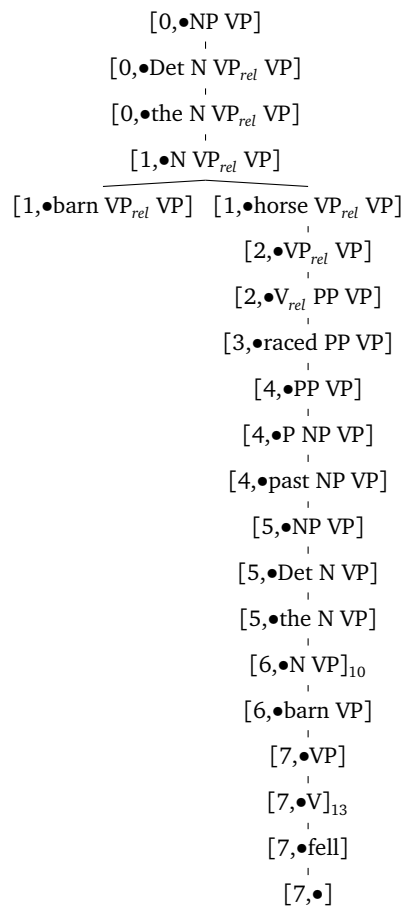 [0,•NP VP]
[0,•Det N VP_rel VP]
[0,•the N VP_rel VP]
[1,•N VP_rel VP]
[1,•barn VP_rel VP] [1,•horse VP_rel VP]
[2,•VP_rel VP]
[2,•V_rel PP VP]
[3,•raced PP VP]
[4,•PP VP]
[4,•P NP VP]
[4,•past NP VP]
[5,•NP VP]
[5,•Det N VP]
[5,•the N VP]
[6,•N VP]_10
[6,•barn VP]
[7,•VP]
[7,•V]_13
[7,•fell]
[7,•]